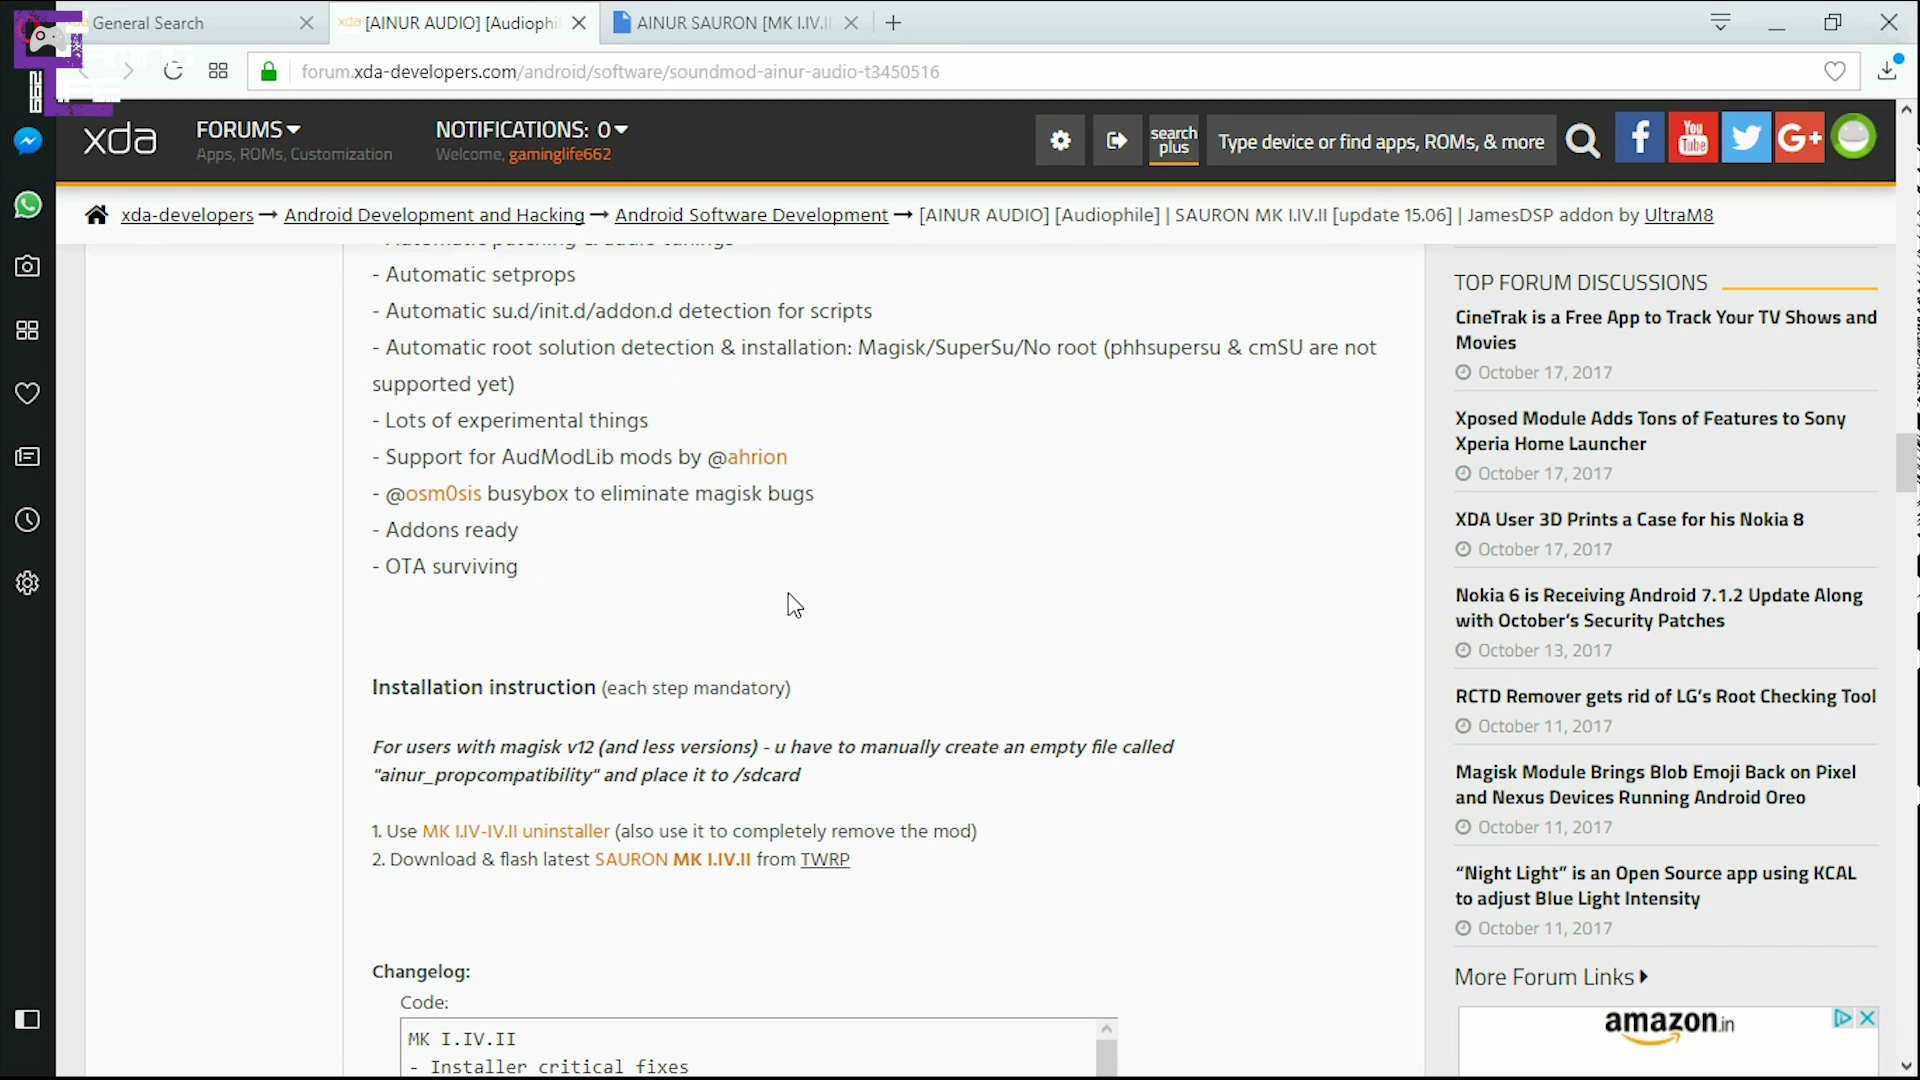 General Search
xda [AINUR AUDIO] [Audiophil
AINUR SAURON [MK I.IV.II
forum.xda-developers.com/android/software/soundmod-ainur-audio-t3450516
xda
FORUMS
Apps, ROMs, Customization
NOTIFICATIONS: 0
Welcome, gaminglife662
search
plus
Type device or find apps, ROMs, & more
f
You
Tube
G+
xda-developers → Android Development and Hacking → Android Software Development → [AINUR AUDIO] [Audiophile] | SAURON MK I.IV.II [update 15.06] | JamesDSP addon by UltraM8
- Automatic patching & audio tunings
- Automatic setprops
- Automatic su.d/init.d/addon.d detection for scripts
- Automatic root solution detection & installation: Magisk/SuperSu/No root (phhsupersu & cmSU are not
supported yet)
- Lots of experimental things
- Support for AudModLib mods by @ahrion
- @osm0sis busybox to eliminate magisk bugs
- Addons ready
- OTA surviving
Installation instruction (each step mandatory)
For users with magisk v12 (and less versions) - u have to manually create an empty file called
"ainur_propcompatibility" and place it to /sdcard
1. Use MK I.IV-IV.II uninstaller (also use it to completely remove the mod)
2. Download & flash latest SAURON MK I.IV.II from TWRP
Changelog:
Code:
MK I.IV.II
- Installer critical fixes
TOP FORUM DISCUSSIONS
CineTrak is a Free App to Track Your TV Shows and
Movies
October 17, 2017
Xposed Module Adds Tons of Features to Sony
Xperia Home Launcher
October 17, 2017
XDA User 3D Prints a Case for his Nokia 8
October 17, 2017
Nokia 6 is Receiving Android 7.1.2 Update Along
with October's Security Patches
October 13, 2017
RCTD Remover gets rid of LG's Root Checking Tool
October 11, 2017
Magisk Module Brings Blob Emoji Back on Pixel
and Nexus Devices Running Android Oreo
October 11, 2017
“Night Light” is an Open Source app using KCAL
to adjust Blue Light Intensity
October 11, 2017
More Forum Links
amazon.in